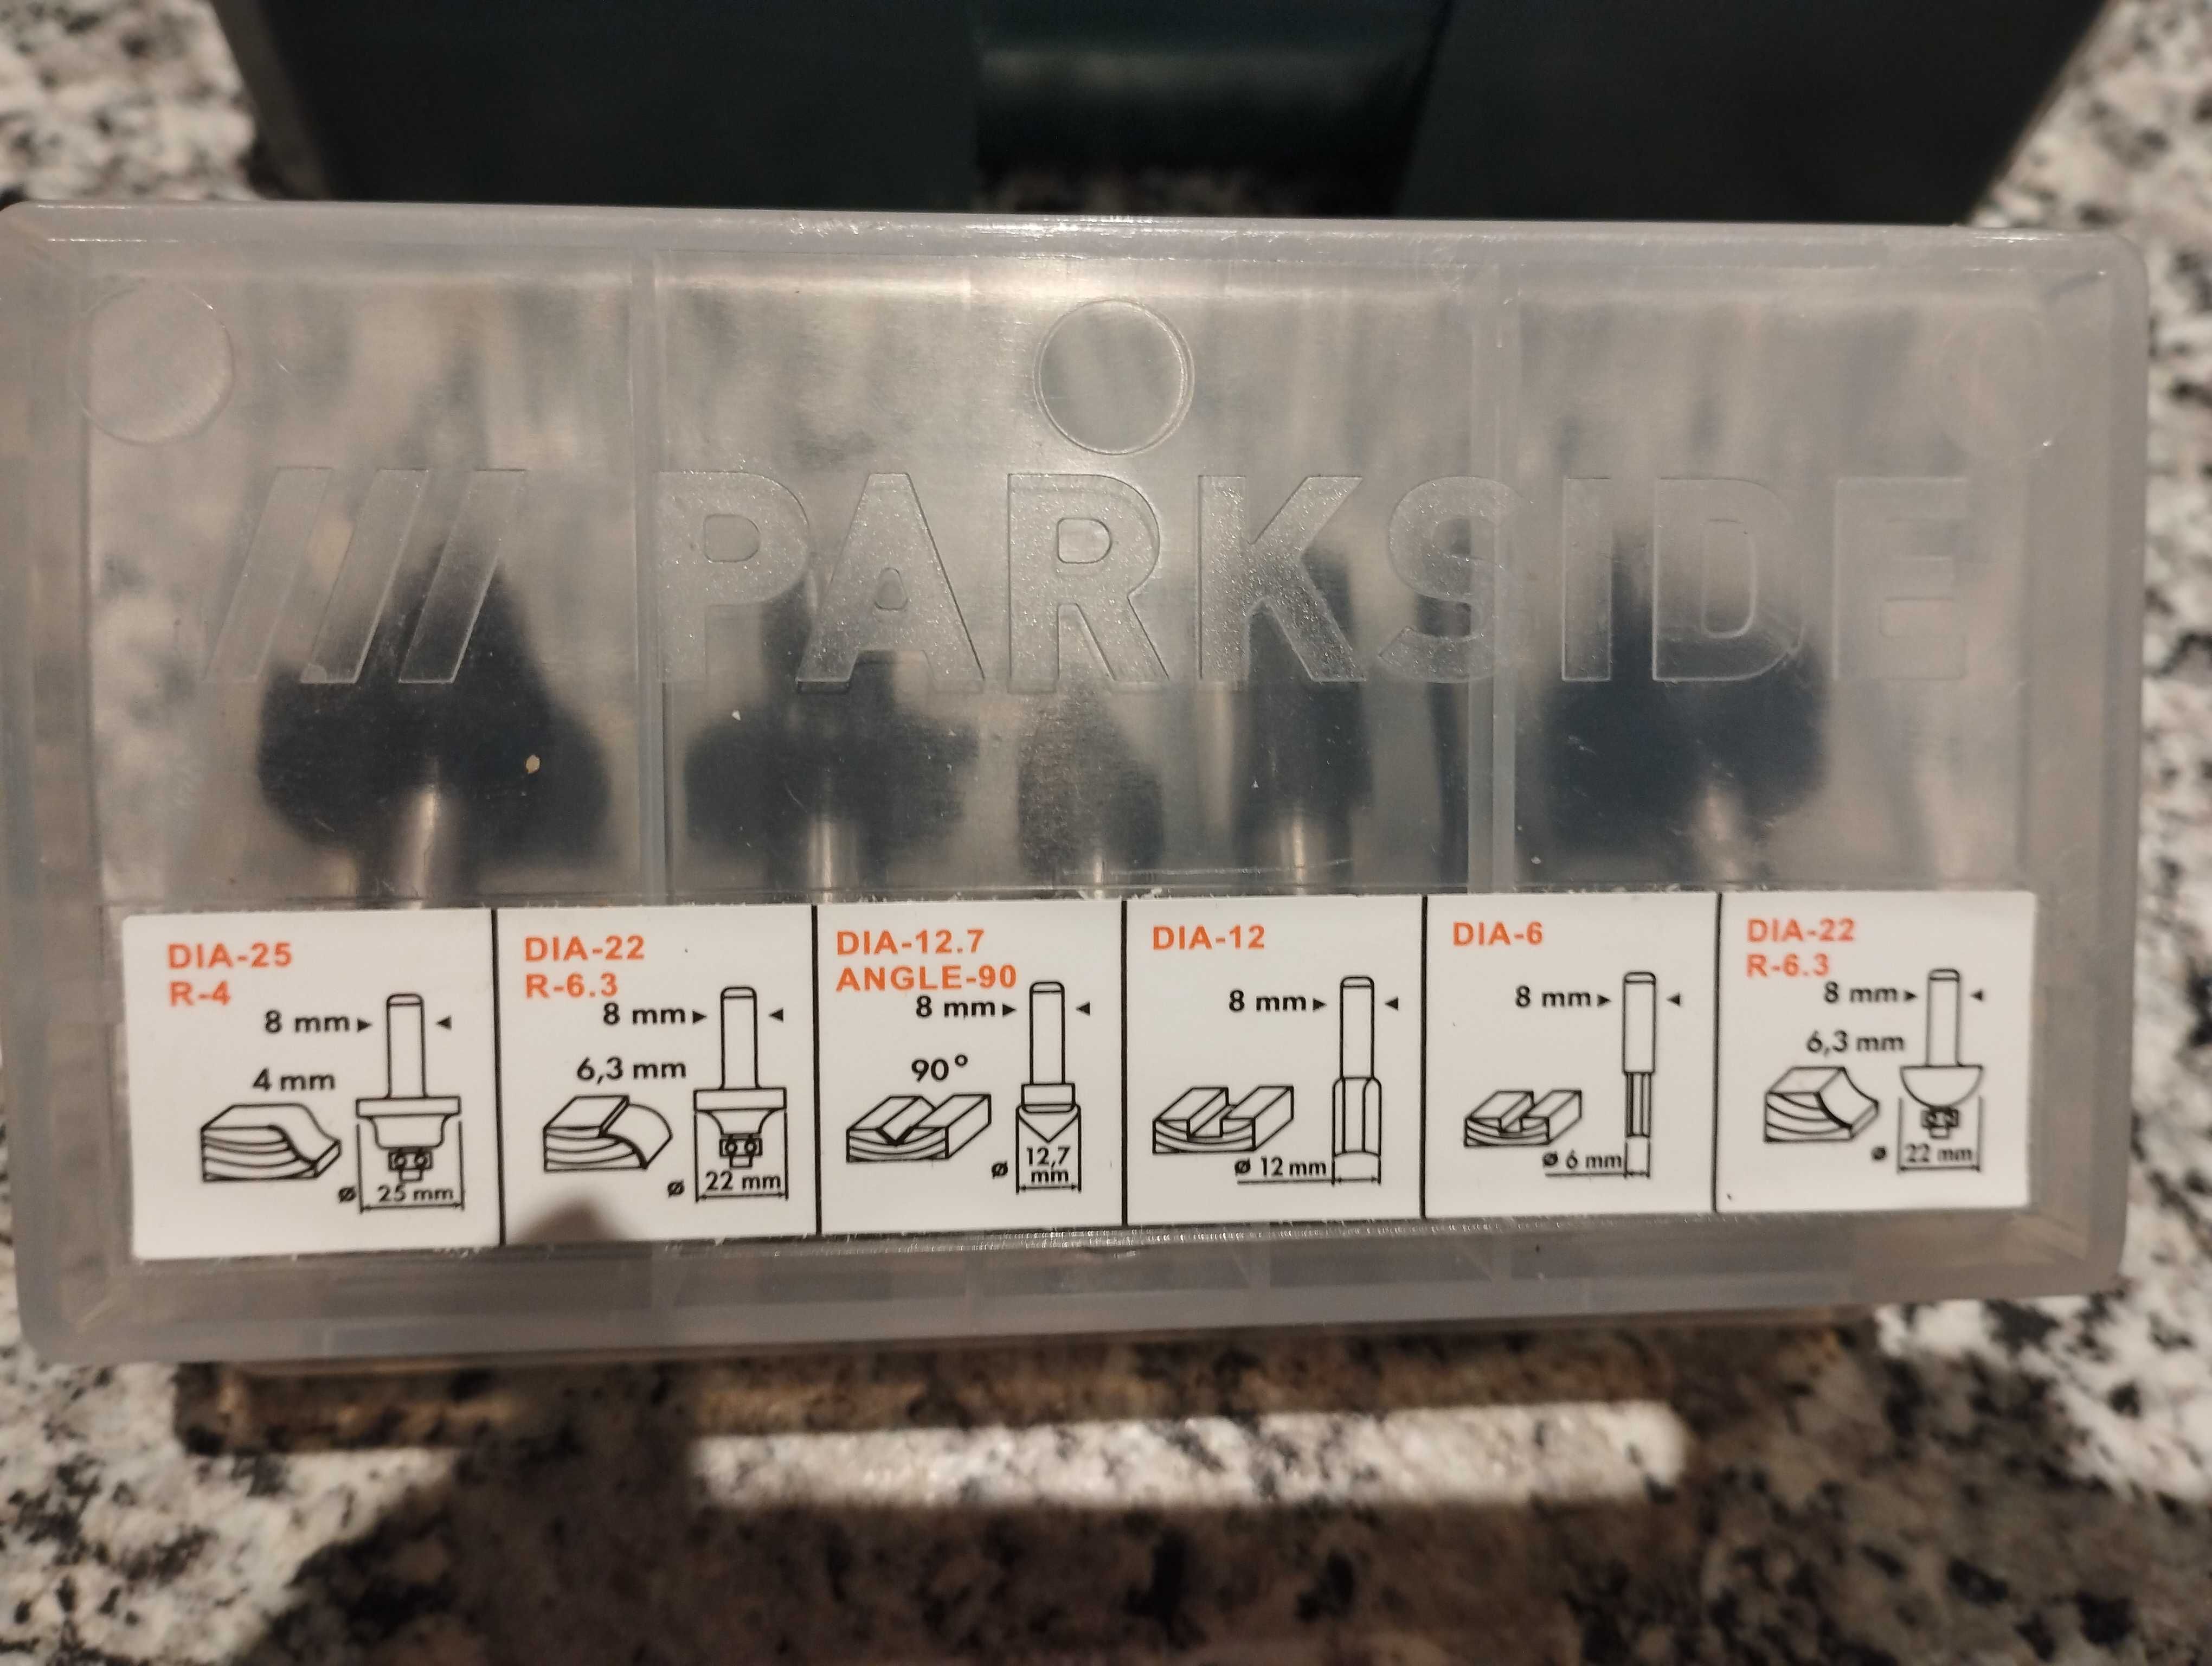 PARKSIDE
DIA-25
R-4
8 mm
4 mm
ø 25 mm
DIA-22
R-6.3
8 mm
6,3 mm
ø 22 mm
DIA-12.7
ANGLE-90
8 mm
90°
ø 12,7
mm
DIA-12
8 mm
ø 12 mm
DIA-6
8 mm
ø 6 mm
DIA-22
R-6.3
8 mm
6,3 mm
ø 22 mm